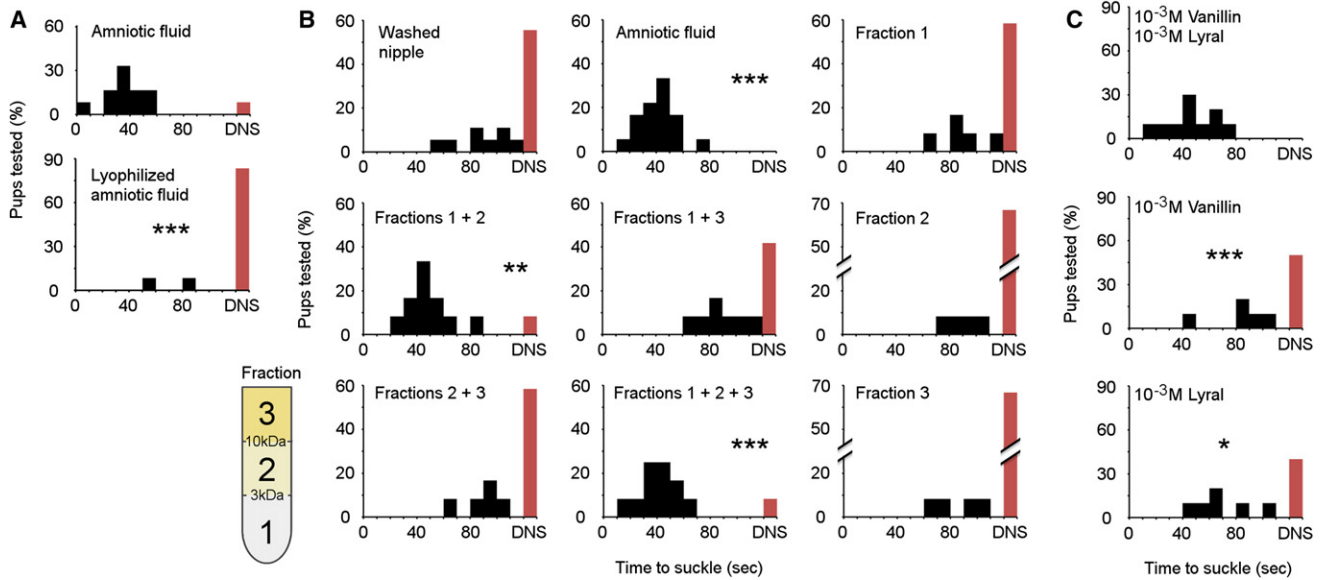 A
Pups tested (%)
Amniotic fluid
60
30
0
0 40 80 DNS
Lyophilized
amniotic fluid
***
90
60
30
0
0 40 80 DNS
Fraction
3
10kDa
2
3kDa
1
B
Pups tested (%)
Washed
nipple
60
40
20
0
0 40 80 DNS
Amniotic fluid
***
60
40
20
0
0 40 80 DNS
Fraction 1
60
40
20
0
0 40 80 DNS
Fractions 1 + 2
**
60
40
20
0
0 40 80 DNS
Fractions 1 + 3
60
40
20
0
0 40 80 DNS
Fraction 2
70
50
20
0
0 40 80 DNS
Fractions 2 + 3
60
40
20
0
0 40 80 DNS
Fractions 1 + 2 + 3
***
60
40
20
0
0 40 80 DNS
Fraction 3
70
50
20
0
0 40 80 DNS
Time to suckle (sec)
C
Pups tested (%)
10⁻³M Vanillin
10⁻³M Lyral
90
60
30
0
0 40 80 DNS
10⁻³M Vanillin
***
90
60
30
0
0 40 80 DNS
10⁻³M Lyral
*
90
60
30
0
0 40 80 DNS
Time to suckle (sec)